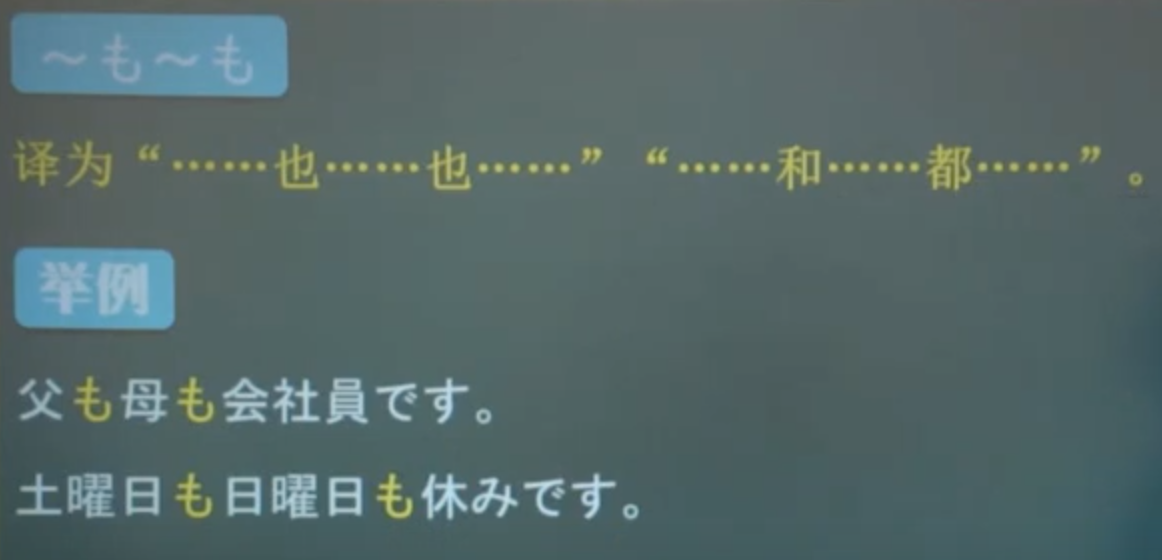 ～も～も
译为“……也……也……”“……和……都……”。
举例
父も母も会社員です。
土曜日も日曜日も休みです。